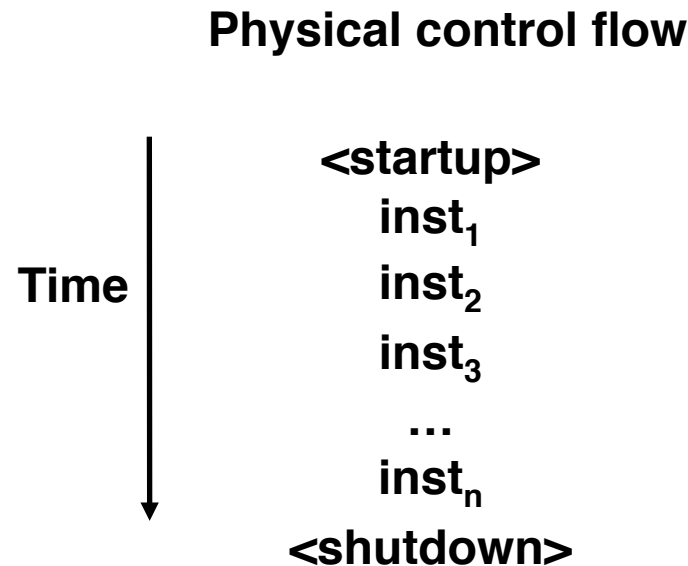 Physical control flow
<startup>
inst₁
Time
inst₂
inst₃
...
instₙ
<shutdown>